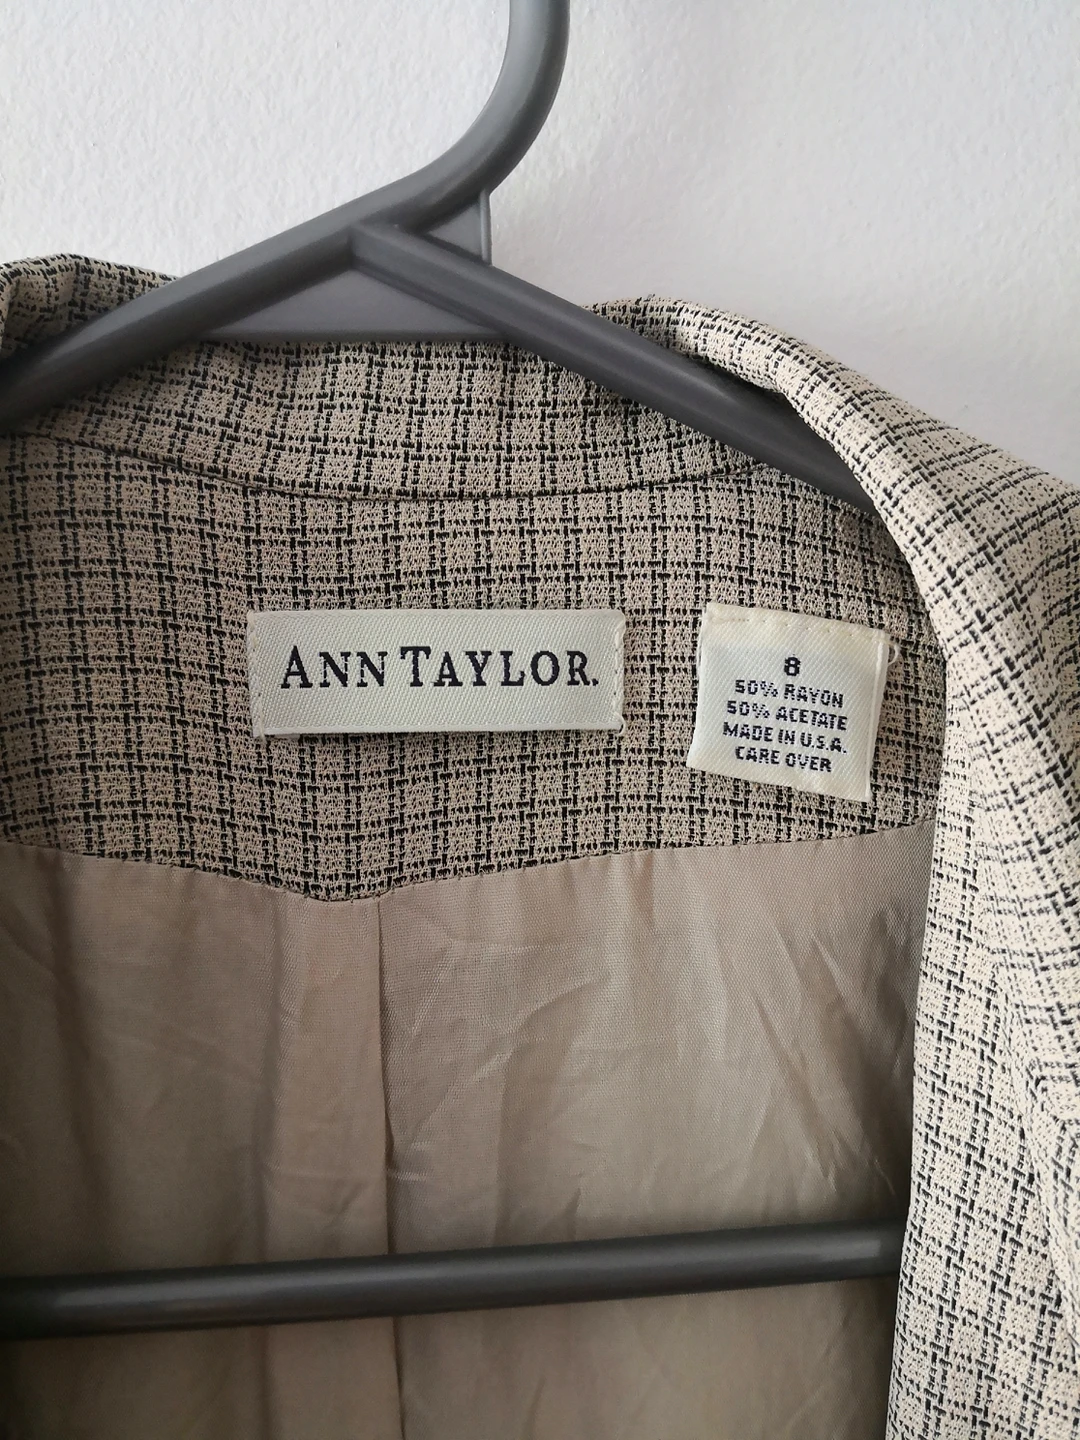 ANN TAYLOR.
8
50% RAYON
50% ACETATE
MADE IN U.S.A.
CARE OVER